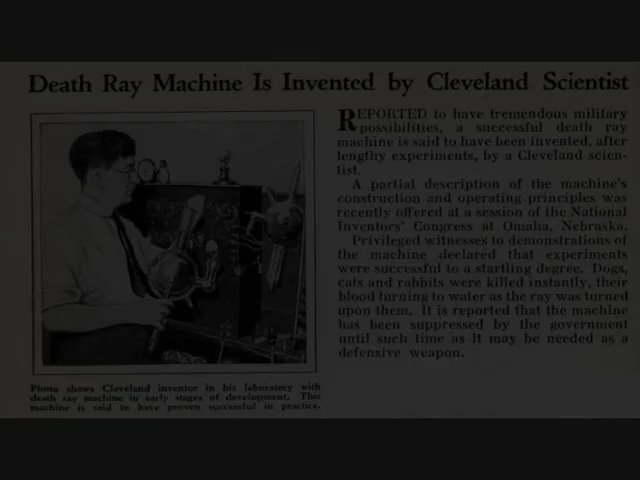 Death Ray Machine Is Invented by Cleveland Scientist
REPORTED to have tremendous military
possibilities, a successful death ray
machine is said to have been invented, after
lengthy experiments, by a Cleveland scien-
tist.
A partial description of the machine's
construction and operating principles was
recently offered at a session of the National
Inventors' Congress at Omaha, Nebraska.
Privileged witnesses to demonstrations of
the machine declared that experiments
were successful to a startling degree. Dogs,
cats and rabbits were killed instantly, their
blood turning to water as the ray was turned
upon them. It is reported that the machine
has been suppressed by the government
until such time as it may be needed as a
defensive weapon.
Photo shows Cleveland inventor in his laboratory with
death ray machine in early stages of development. This
machine is said to have proven successful in practice.